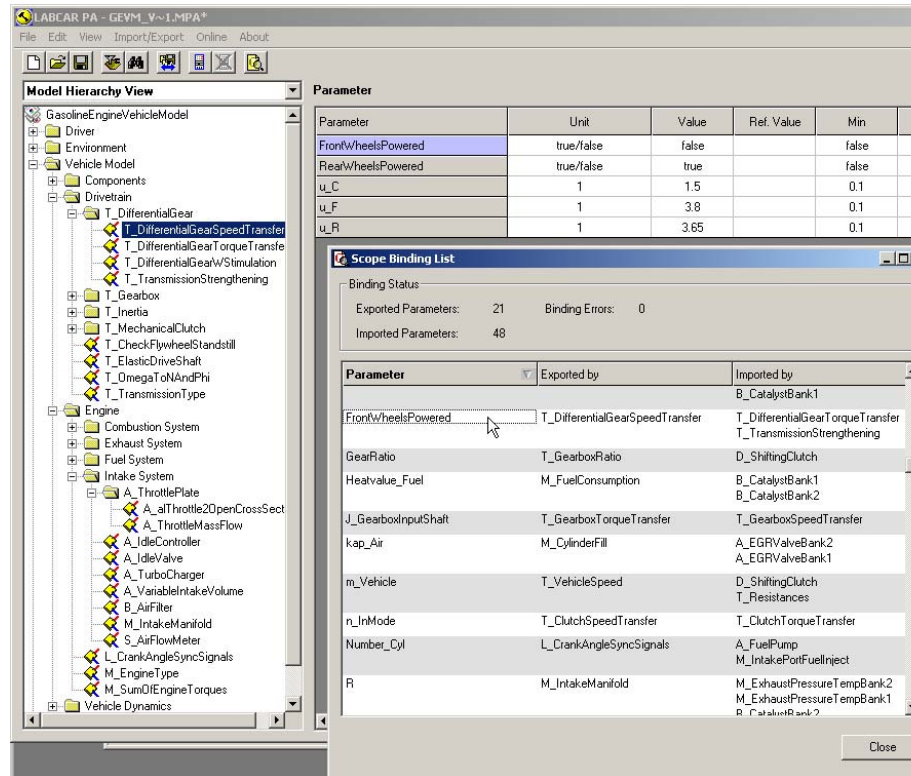 LABCAR PA - GEVM_V~1.MPA*
File Edit View Import/Export Online About
Model Hierarchy View
GasolineEngineVehicleModel
Driver
Environment
Vehicle Model
Components
Drivetrain
T_DifferentialGear
T_DifferentialGearSpeedTransfer
T_DifferentialGearTorqueTransfe
T_DifferentialGearWStimulation
T_TransmissionStrengthening
T_Gearbox
T_Inertia
T_MechanicalClutch
T_CheckFlywheelStandstill
T_ElasticDriveShaft
T_OmegaToNAndPhi
T_TransmissionType
Engine
Combustion System
Exhaust System
Fuel System
Intake System
A_ThrottlePlate
A_alThrottle2OpenCrossSect
A_ThrottleMassFlow
A_IdleController
A_IdleValve
A_TurboCharger
A_VariableIntakeVolume
B_AirFilter
M_IntakeManifold
S_AirFlowMeter
L_CrankAngleSyncSignals
M_EngineType
M_SumOfEngineTorques
Vehicle Dynamics
Parameter
Parameter Unit Value Ref. Value Min
FrontWheelsPowered true/false false false
RearWheelsPowered true/false true false
u_C 1 1.5 0.1
u_F 1 3.8 0.1
u_R 1 3.65 0.1
Scope Binding List
Binding Status
Exported Parameters: 21 Binding Errors: 0
Imported Parameters: 48
Parameter Exported by Imported by
B_CatalystBank1
FrontWheelsPowered T_DifferentialGearSpeedTransfer T_DifferentialGearTorqueTransfer
T_TransmissionStrengthening
GearRatio T_GearboxRatio D_ShiftingClutch
Heatvalue_Fuel M_FuelConsumption B_CatalystBank1
B_CatalystBank2
J_GearboxInputShaft T_GearboxTorqueTransfer T_GearboxSpeedTransfer
kap_Air M_CylinderFill A_EGRValveBank2
A_EGRValveBank1
m_Vehicle T_VehicleSpeed D_ShiftingClutch
T_Resistances
n_InMode T_ClutchSpeedTransfer T_ClutchTorqueTransfer
Number_Cyl L_CrankAngleSyncSignals A_FuelPump
M_IntakePortFuelInject
R M_IntakeManifold M_ExhaustPressureTempBank2
M_ExhaustPressureTempBank1
B_CatalystBank2
Close